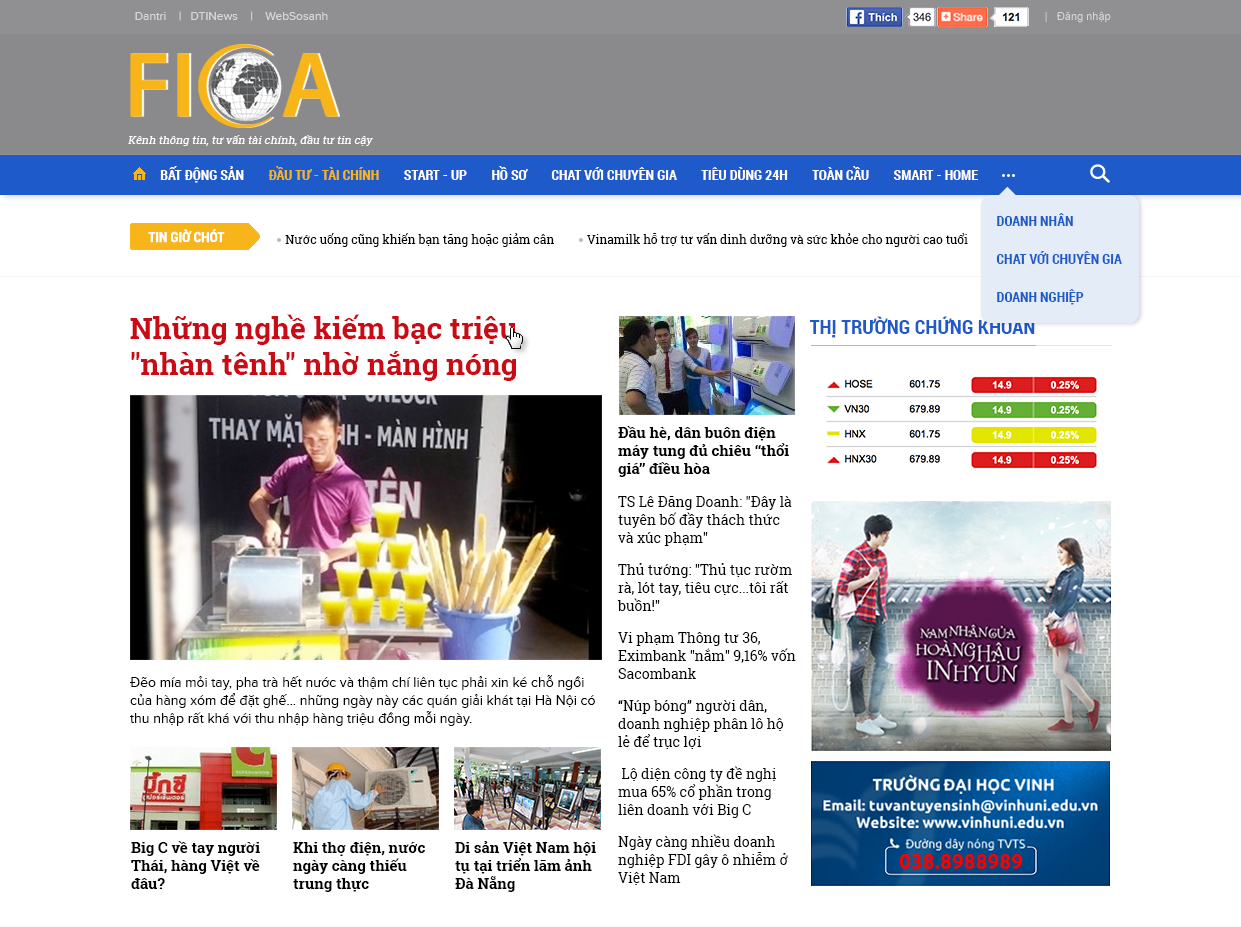 Dantri | DTINews | WebSosanh
Thích 346 Share 121 | Đăng nhập
FICA
Kênh thông tin, tư vấn tài chính, đầu tư tin cậy
BẤT ĐỘNG SẢN ĐẦU TƯ - TÀI CHÍNH START - UP HỒ SƠ CHAT VỚI CHUYÊN GIA TIÊU DÙNG 24H TOÀN CẦU SMART - HOME ...
DOANH NHÂN
CHAT VỚI CHUYÊN GIA
DOANH NGHIỆP
TIN GIỜ CHÓT
Nước uống cũng khiến bạn tăng hoặc giảm cân
Vinamilk hỗ trợ tư vấn dinh dưỡng và sức khỏe cho người cao tuổi
Những nghề kiếm bạc triệu
"nhàn tênh" nhờ nắng nóng
THAY MẶT - MÀN HÌNH
Đẽo mía mỏi tay, pha trà hết nước và thậm chí liên tục phải xin ké chỗ ngồi
của hàng xóm để đặt ghế... những ngày này các quán giải khát tại Hà Nội có
thu nhập rất khá với thu nhập hàng triệu đồng mỗi ngày.
Big C về tay người
Thái, hàng Việt về
đâu?
Khi thợ điện, nước
ngày càng thiếu
trung thực
Di sản Việt Nam hội
tụ tại triển lãm ảnh
Đà Nẵng
Đầu hè, dân buôn điện
máy tung đủ chiêu “thổi
giá” điều hòa
TS Lê Đăng Doanh: "Đây là
tuyên bố đầy thách thức
và xúc phạm"
Thủ tướng: "Thủ tục rườm
rà, lót tay, tiêu cực...tôi rất
buồn!"
Vi phạm Thông tư 36,
Eximbank "nắm" 9,16% vốn
Sacombank
“Núp bóng” người dân,
doanh nghiệp phân lô hộ
lẻ để trục lợi
Lộ diện công ty đề nghị
mua 65% cổ phần trong
liên doanh với Big C
Ngày càng nhiều doanh
nghiệp FDI gây ô nhiễm ở
Việt Nam
THỊ TRƯỜNG CHỨNG KHOÁN
HOSE 601.75 14.9 0.25%
VN30 679.89 14.9 0.25%
HNX 601.75 14.9 0.25%
HNX30 679.89 14.9 0.25%
NAM NHÂN CỦA
HOÀNG HẬU
IN HYUN
TRƯỜNG ĐẠI HỌC VINH
Email: tuvantuyensinh@vinhuni.edu.vn
Website: www.vinhuni.edu.vn
Đường dây nóng TVTS
038.8988989